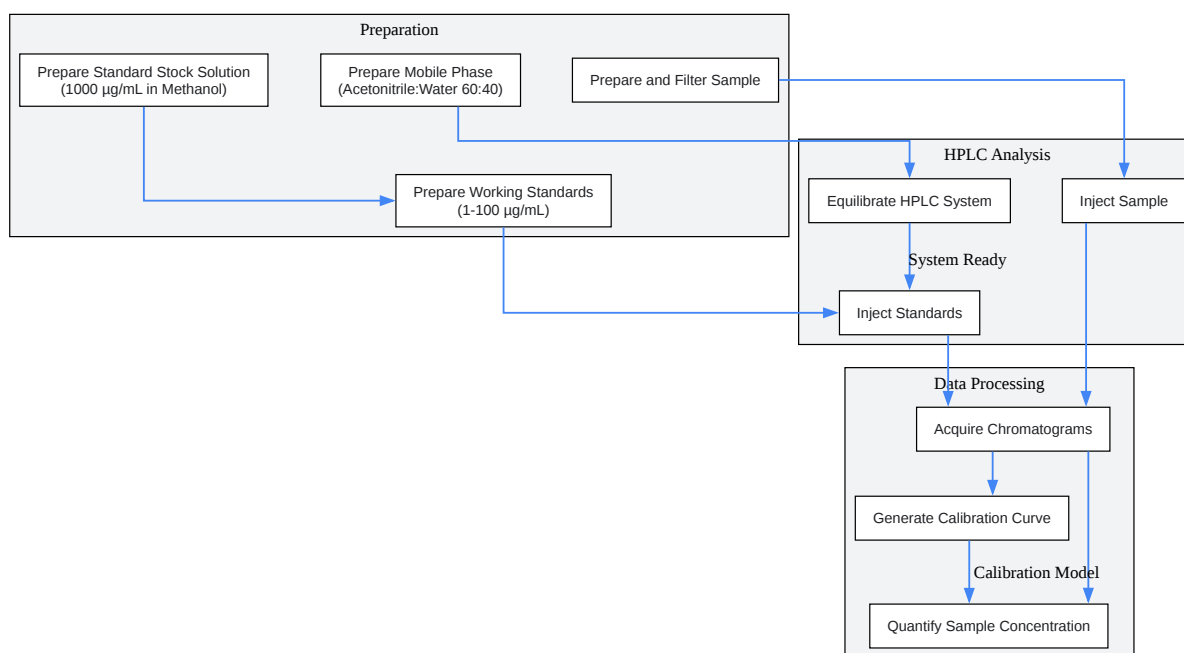 Preparation
Prepare Standard Stock Solution
(1000 µg/mL in Methanol)
Prepare Mobile Phase
(Acetonitrile:Water 60:40)
Prepare and Filter Sample
Prepare Working Standards
(1-100 µg/mL)
HPLC Analysis
Equilibrate HPLC System
Inject Sample
System Ready
Inject Standards
Data Processing
Acquire Chromatograms
Generate Calibration Curve
Calibration Model
Quantify Sample Concentration